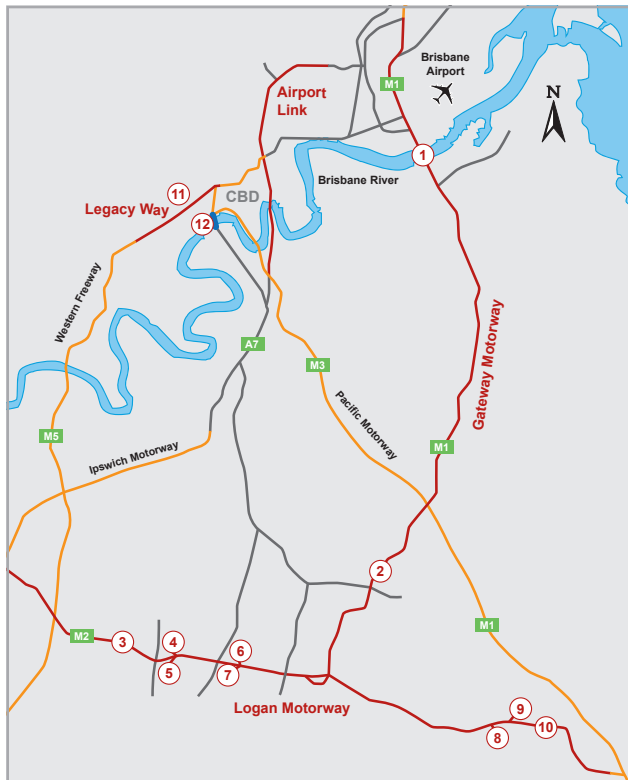 Brisbane
Airport
M1
Airport
Link
N
1
Brisbane River
11
CBD
Legacy Way
12
Western Freeway
A7
M3
Gateway Motorway
Pacific Motorway
M5
M1
Ipswich Motorway
2
M1
M2
3
4
5
6
7
Logan Motorway
9
10
8